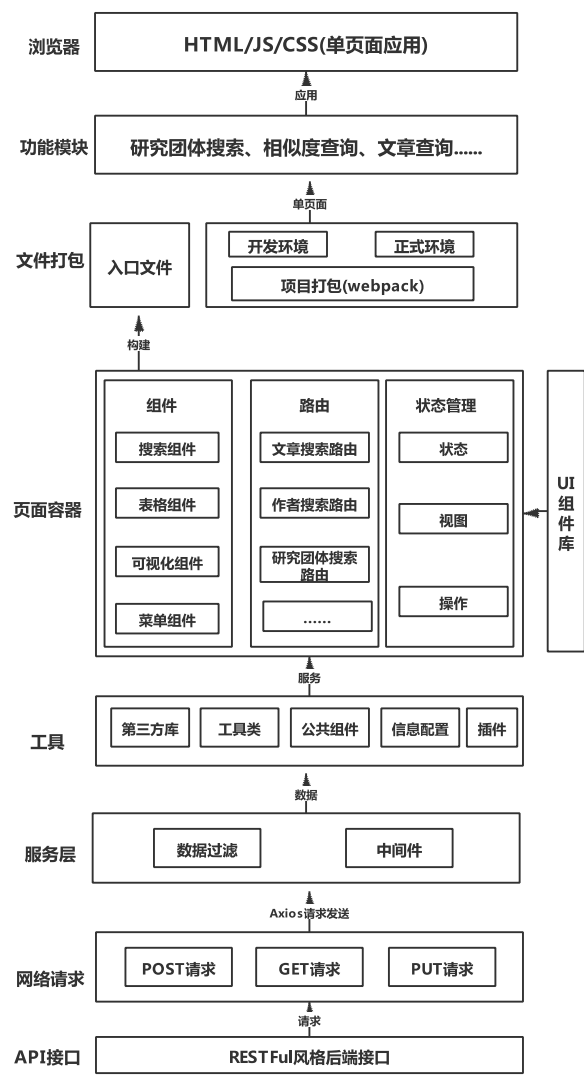 浏览器
HTML/JS/CSS(单页面应用)
应用
功能模块
研究团体搜索、相似度查询、文章查询......
单页面
文件打包
入口文件
开发环境
正式环境
项目打包(webpack)
构建
页面容器
组件
搜索组件
表格组件
可视化组件
菜单组件
路由
文章搜索路由
作者搜索路由
研究团体搜索
路由
......
状态管理
状态
视图
操作
UI
组
件
库
服务
工具
第三方库
工具类
公共组件
信息配置
插件
数据
服务层
数据过滤
中间件
Axios请求发送
网络请求
POST请求
GET请求
PUT请求
请求
API接口
RESTFul风格后端接口